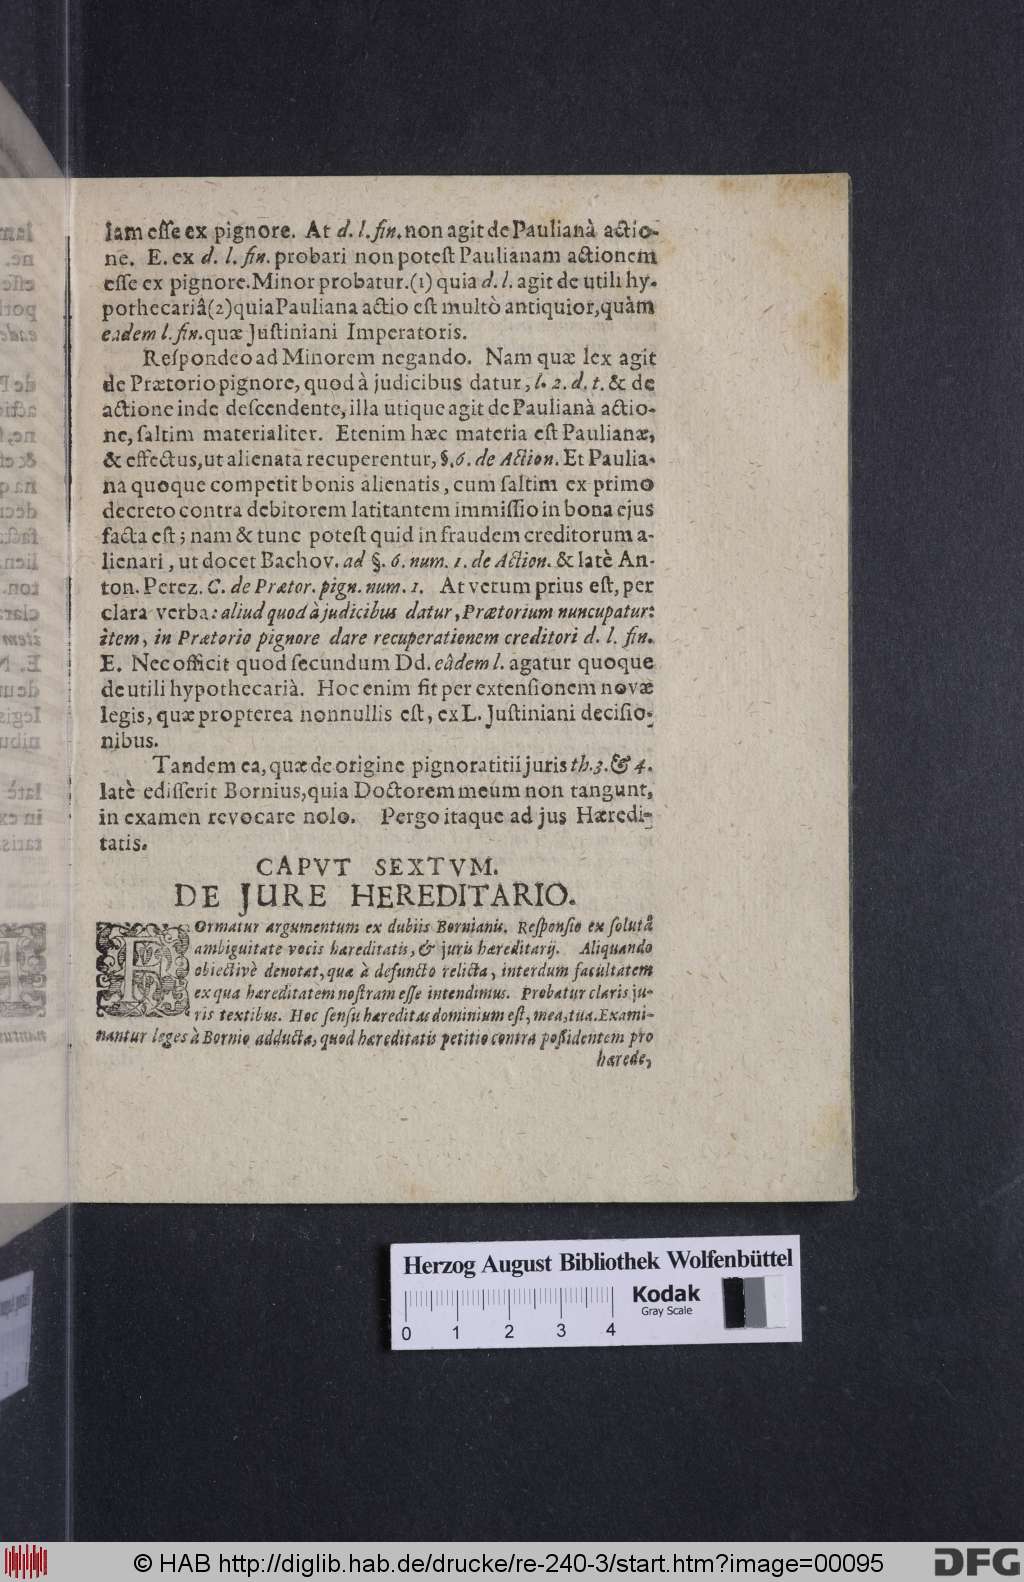 lam eſſe ex pignore. At d. l. fin. non agit de Paulianà actio-
ne. E. ex d. l. fin. probari non poteſt Paulianam actionem
eſſe ex pignore. Minor probatur. (1) quia d. l. agit de utili hy-
pothecariâ (2) quia Pauliana actio eſt multò antiquior, quàm
eadem l. fin. quæ Juſtiniani Imperatoris.
Reſpondeo ad Minorem negando. Nam quæ lex agit
de Prætorio pignore, quod à judicibus datur, l. 2. d. t. & de
actione inde deſcendente, illa utique agit de Paulianà actio-
ne, ſaltim materialiter. Etenim hæc materia eſt Paulianæ,
& effectus, ut alienata recuperentur, §. 6. de Action. Et Paulia-
na quoque competit bonis alienatis, cum ſaltim ex primo
decreto contra debitorem latitantem immiſſio in bona ejus
facta eſt; nam & tunc poteſt quid in fraudem creditorum a-
lienari, ut docet Bachov. ad §. 6. num. 1. de Action. & latè An-
ton. Perez. C. de Prætor. pign. num. 1. At verum prius eſt, per
clara verba: aliud quod à judicibus datur, Prætorium nuncupatur:
item, in Prætorio pignore dare recuperationem creditori d. l. fin.
E. Nec officit quod ſecundum Dd. eâdem l. agatur quoque
de utili hypothecarià. Hoc enim fit per extenſionem novæ
legis, quæ propterea nonnullis eſt, ex L. Juſtiniani deciſio-
nibus.
Tandem ea, quæ de origine pignoratitii juris th. 3. & 4.
latè ediſſerit Bornius, quia Doctorem meum non tangunt,
in examen revocare nolo. Pergo itaque ad jus Hæredi-
tatis.
CAPVT SEXTVM.
DE JURE HEREDITARIO.
FOrmatur argumentum ex dubiis Bornianis. Reſponſio ex ſolutâ
ambiguitate vocis hæreditatis, & juris hæreditarij. Aliquando
obiectivè denotat, quæ à defuncto relicta, interdum facultatem
ex qua hæreditatem noſtram eſſe intendimus. Probatur claris ju-
ris textibus. Hoc ſenſu hæreditas dominium eſt, mea, tua. Exami-
nantur leges à Bornio adductæ, quod hæreditatis petitio contra poſſidentem pro
hærede,
Herzog August Bibliothek Wolfenbüttel
Kodak
Gray Scale
0 1 2 3 4
© HAB http://diglib.hab.de/drucke/re-240-3/start.htm?image=00095
DFG